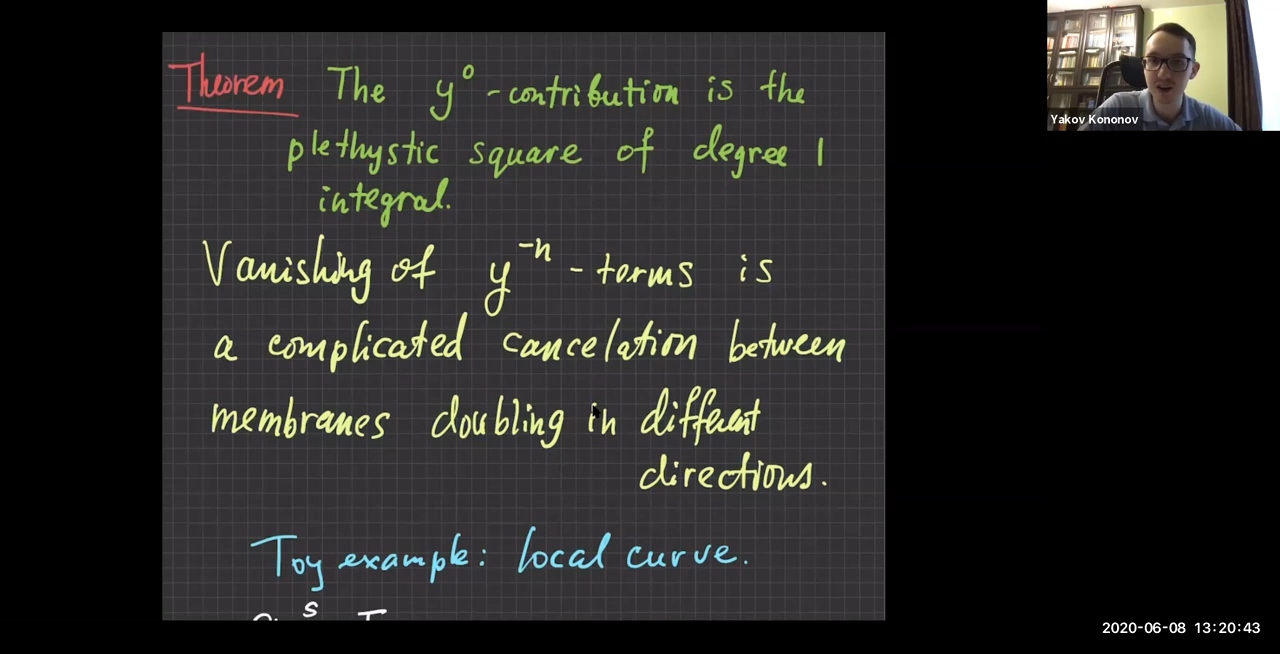 Theorem The y⁰-contribution is the
plethystic square of degree 1
integral.
Vanishing of y⁻ⁿ-terms is
a complicated cancelation between
membranes doubling in different
directions.
Toy example: local curve.
Yakov Kononov
2020-06-08 13:20:43